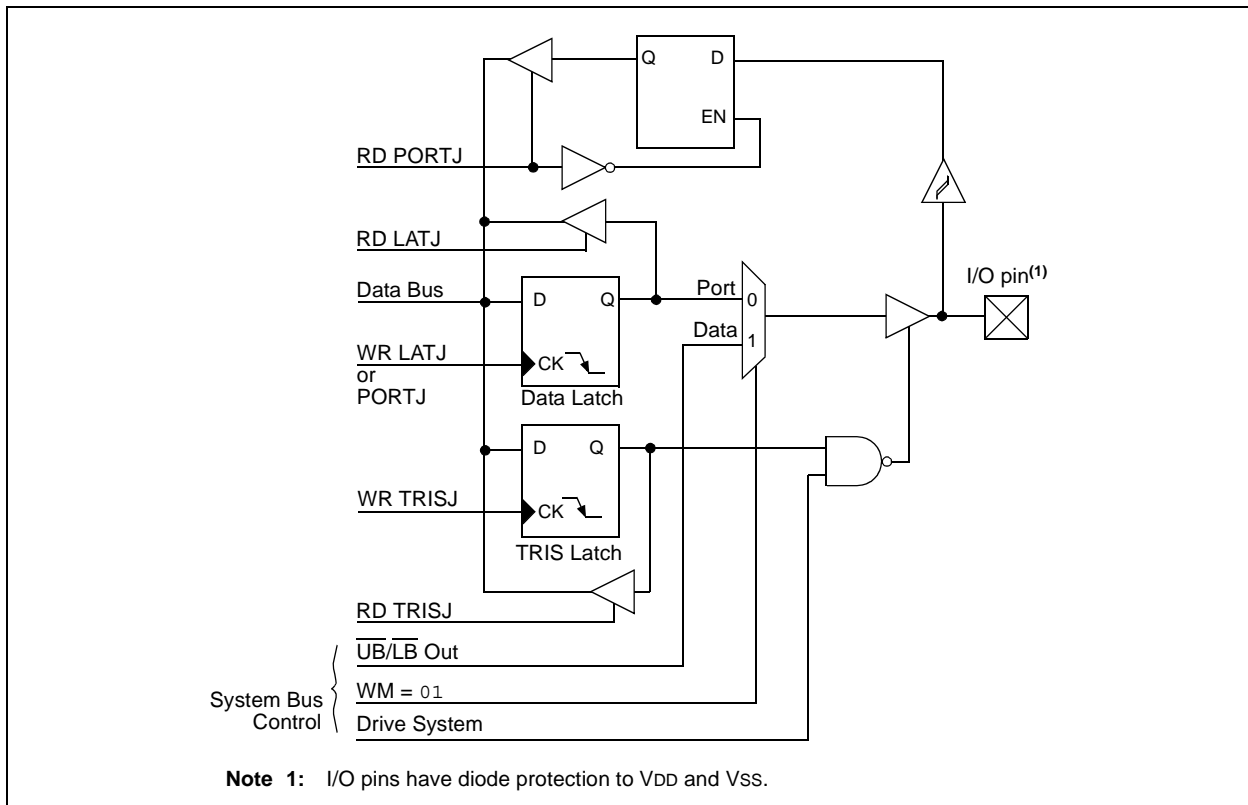 Q D
EN
RD PORTJ
RD LATJ
I/O pin(1)
Data Bus
D Q
Port 0
Data 1
WR LATJ
or
PORTJ
CK
Data Latch
D Q
WR TRISJ
CK
TRIS Latch
RD TRISJ
U̅B̅/L̅B̅ Out
WM = 01
System Bus
Control
Drive System
Note 1: I/O pins have diode protection to VDD and VSS.